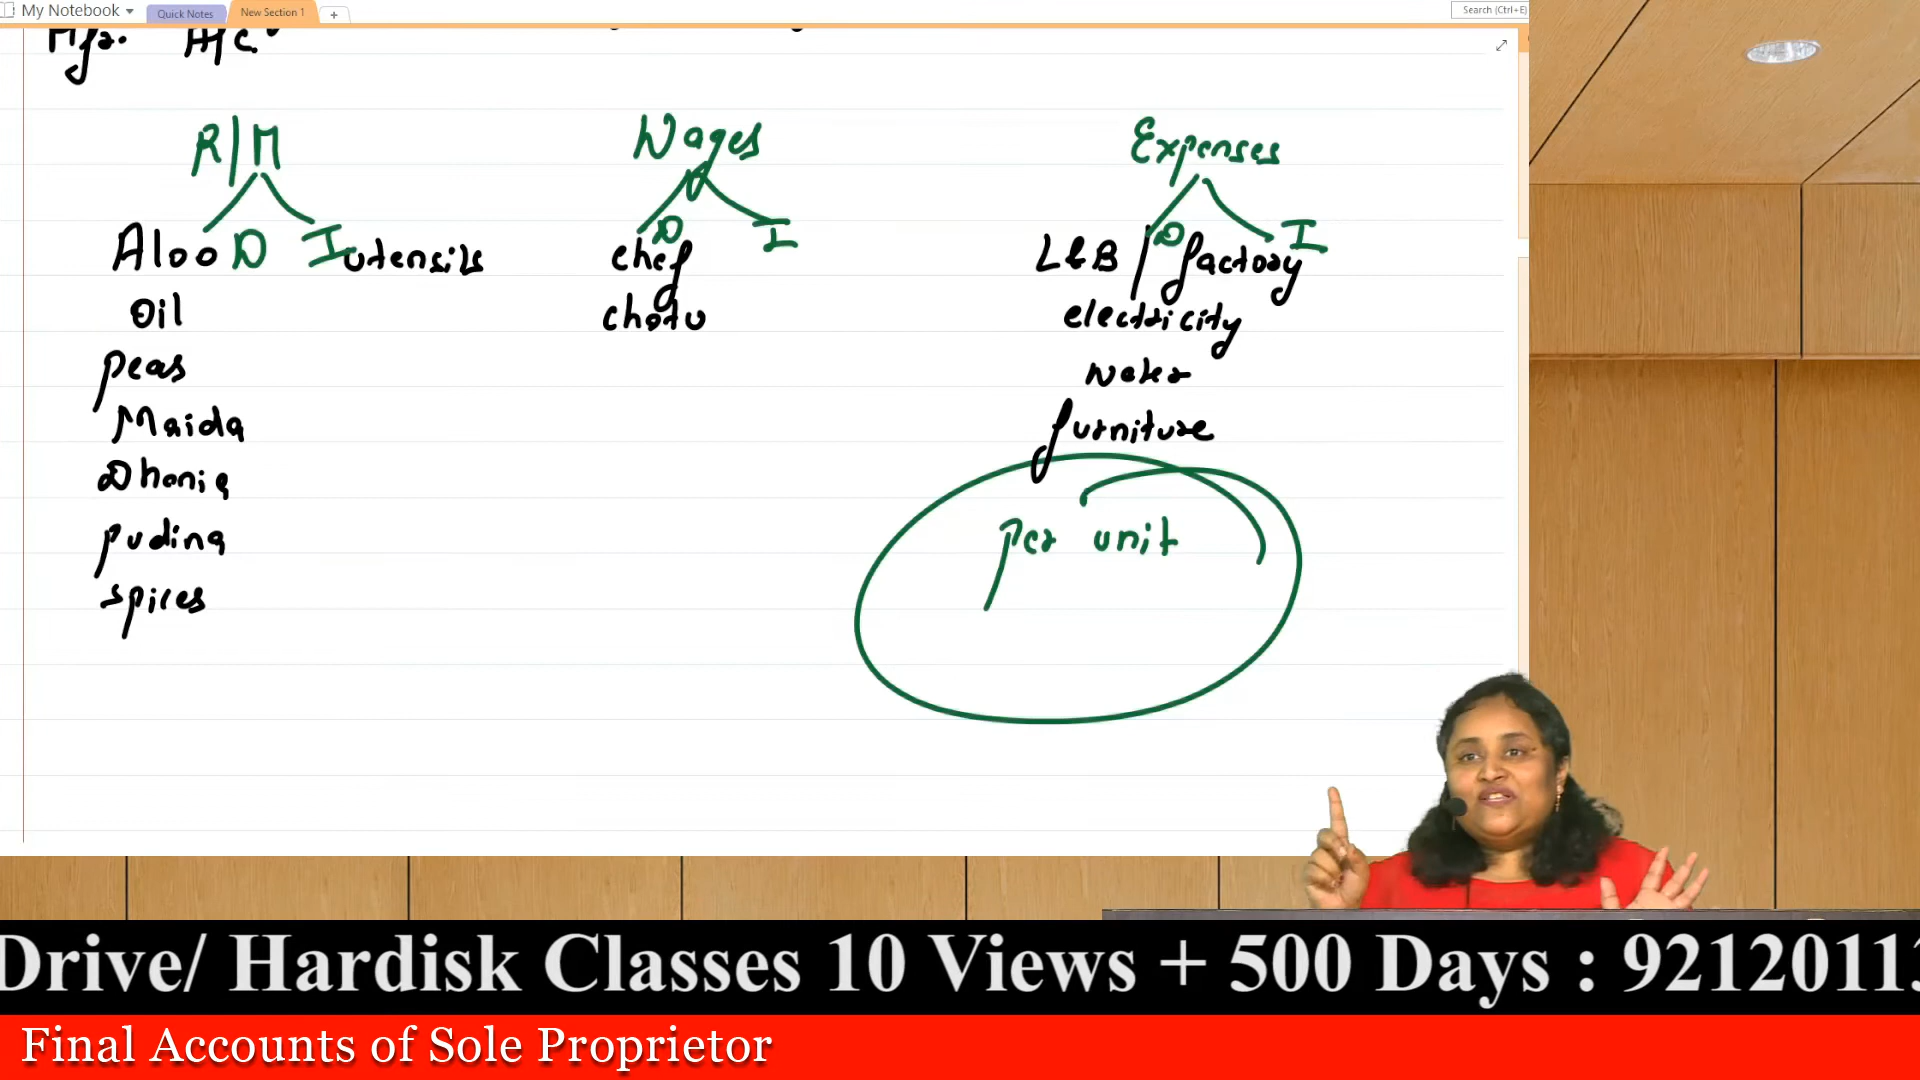 My Notebook
Quick Notes
New Section 1
+
Search (Ctrl+E)
Mfr. A/c
R/M
Wages
Expenses
D I
D I
D I
Aloo utensils
chef
L&B / factory
Oil
chotu
electricity
peas
water
Maida
furniture
Dhania
per unit
pudina
spices
Drive/ Hardisk Classes 10 Views + 500 Days : 9212011
Final Accounts of Sole Proprietor